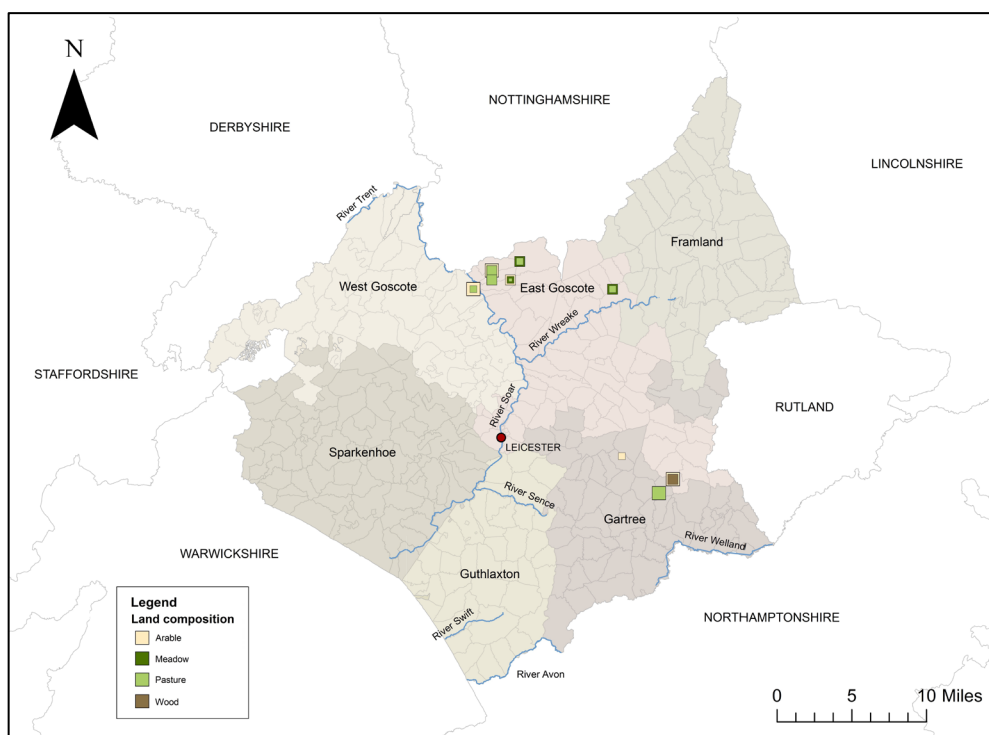 N
NOTTINGHAMSHIRE
DERBYSHIRE
LINCOLNSHIRE
River Trent
Framland
West Goscote
East Goscote
River Wreake
STAFFORDSHIRE
RUTLAND
River Soar
LEICESTER
Sparkenhoe
River Sence
Gartree
River Welland
WARWICKSHIRE
Guthlaxton
River Swift
NORTHAMPTONSHIRE
River Avon
Legend
Land composition
Arable
Meadow
Pasture
Wood
0 5 10 Miles